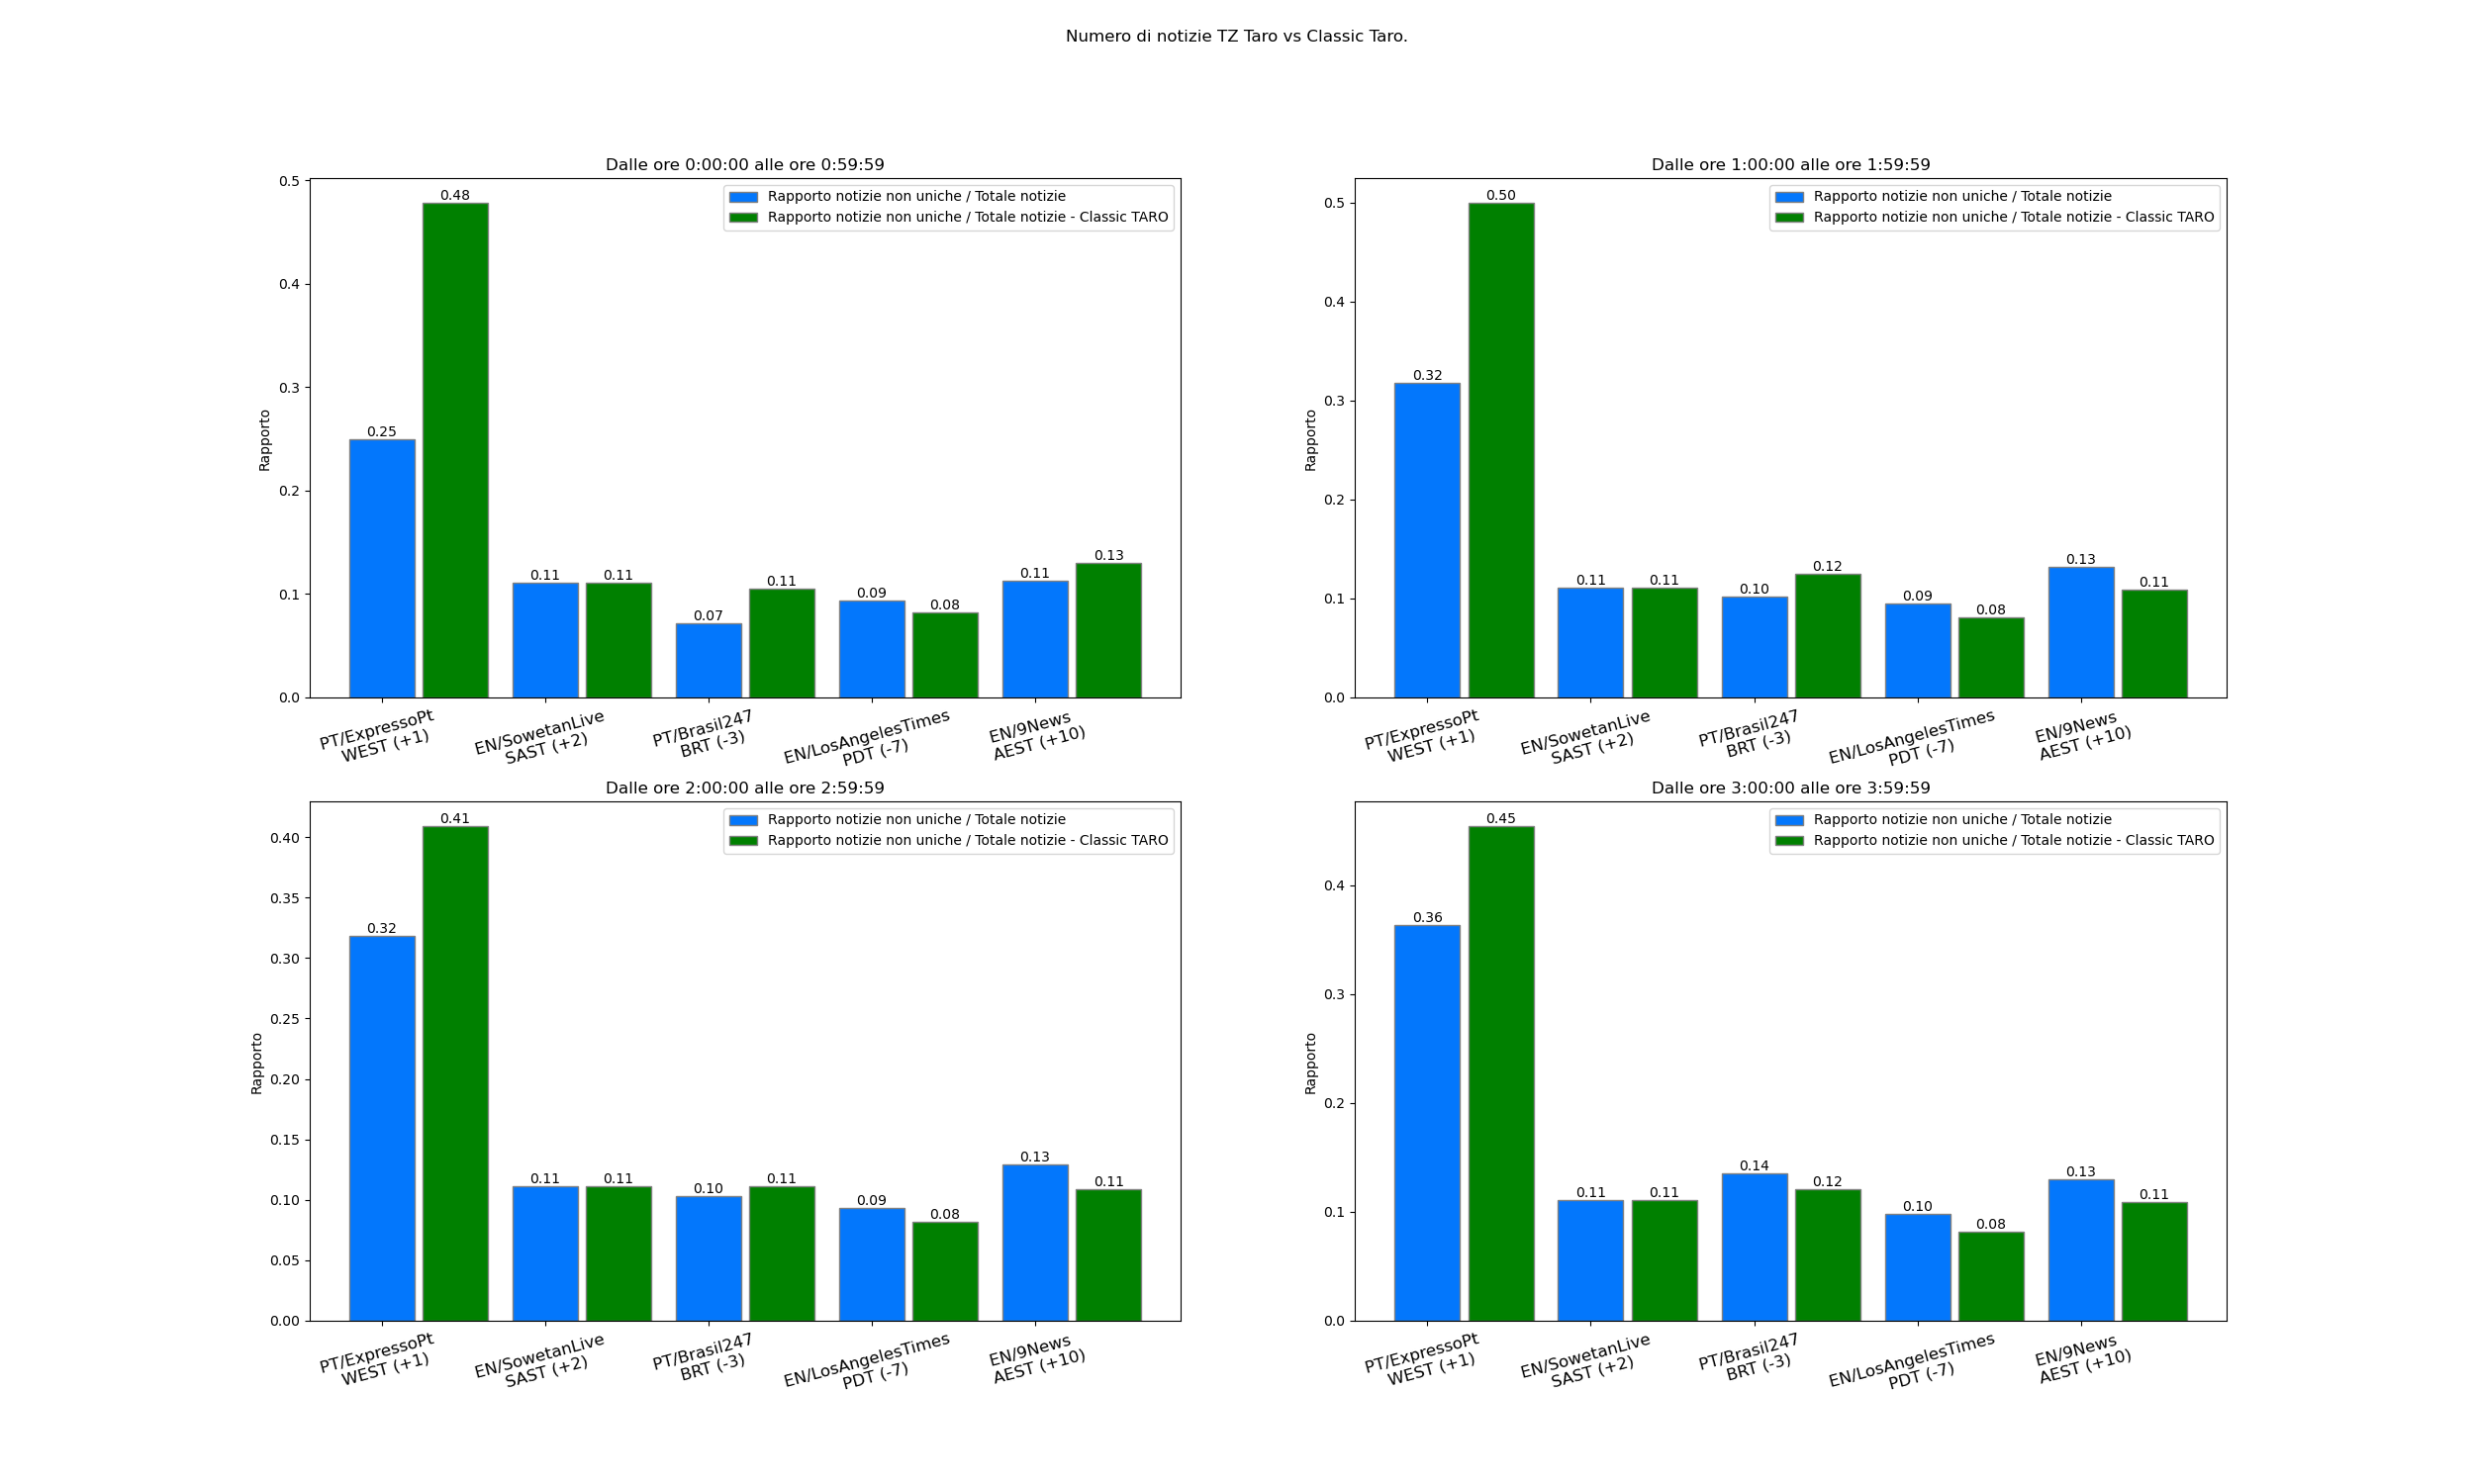 Numero di notizie TZ Taro vs Classic Taro.
Dalle ore 0:00:00 alle ore 0:59:59
Rapporto notizie non uniche / Totale notizie
Rapporto notizie non uniche / Totale notizie - Classic TARO
Rapporto
0.5
0.4
0.3
0.2
0.1
0.0
0.25
0.48
0.11
0.11
0.07
0.11
0.09
0.08
0.11
0.13
PT/ExpressoPt
WEST (+1)
EN/SowetanLive
SAST (+2)
PT/Brasil247
BRT (-3)
EN/LosAngelesTimes
PDT (-7)
EN/9News
AEST (+10)
Dalle ore 1:00:00 alle ore 1:59:59
Rapporto notizie non uniche / Totale notizie
Rapporto notizie non uniche / Totale notizie - Classic TARO
Rapporto
0.5
0.4
0.3
0.2
0.1
0.0
0.32
0.50
0.11
0.11
0.10
0.12
0.09
0.08
0.13
0.11
PT/ExpressoPt
WEST (+1)
EN/SowetanLive
SAST (+2)
PT/Brasil247
BRT (-3)
EN/LosAngelesTimes
PDT (-7)
EN/9News
AEST (+10)
Dalle ore 2:00:00 alle ore 2:59:59
Rapporto notizie non uniche / Totale notizie
Rapporto notizie non uniche / Totale notizie - Classic TARO
Rapporto
0.40
0.35
0.30
0.25
0.20
0.15
0.10
0.05
0.00
0.32
0.41
0.11
0.11
0.10
0.11
0.09
0.08
0.13
0.11
PT/ExpressoPt
WEST (+1)
EN/SowetanLive
SAST (+2)
PT/Brasil247
BRT (-3)
EN/LosAngelesTimes
PDT (-7)
EN/9News
AEST (+10)
Dalle ore 3:00:00 alle ore 3:59:59
Rapporto notizie non uniche / Totale notizie
Rapporto notizie non uniche / Totale notizie - Classic TARO
Rapporto
0.4
0.3
0.2
0.1
0.0
0.36
0.45
0.11
0.11
0.14
0.12
0.10
0.08
0.13
0.11
PT/ExpressoPt
WEST (+1)
EN/SowetanLive
SAST (+2)
PT/Brasil247
BRT (-3)
EN/LosAngelesTimes
PDT (-7)
EN/9News
AEST (+10)